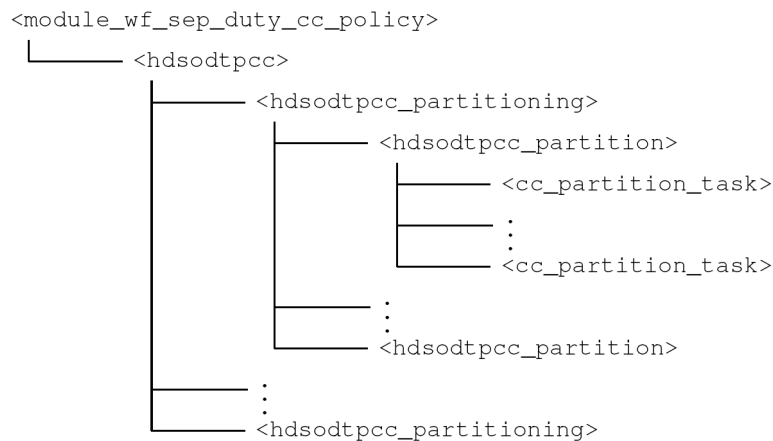 <module_wf_sep_duty_cc_policy>
<hdsodtpcc>
<hdsodtpcc_partitioning>
<hdsodtpcc_partition>
<cc_partition_task>
⋮
<cc_partition_task>
⋮
<hdsodtpcc_partition>
⋮
<hdsodtpcc_partitioning>